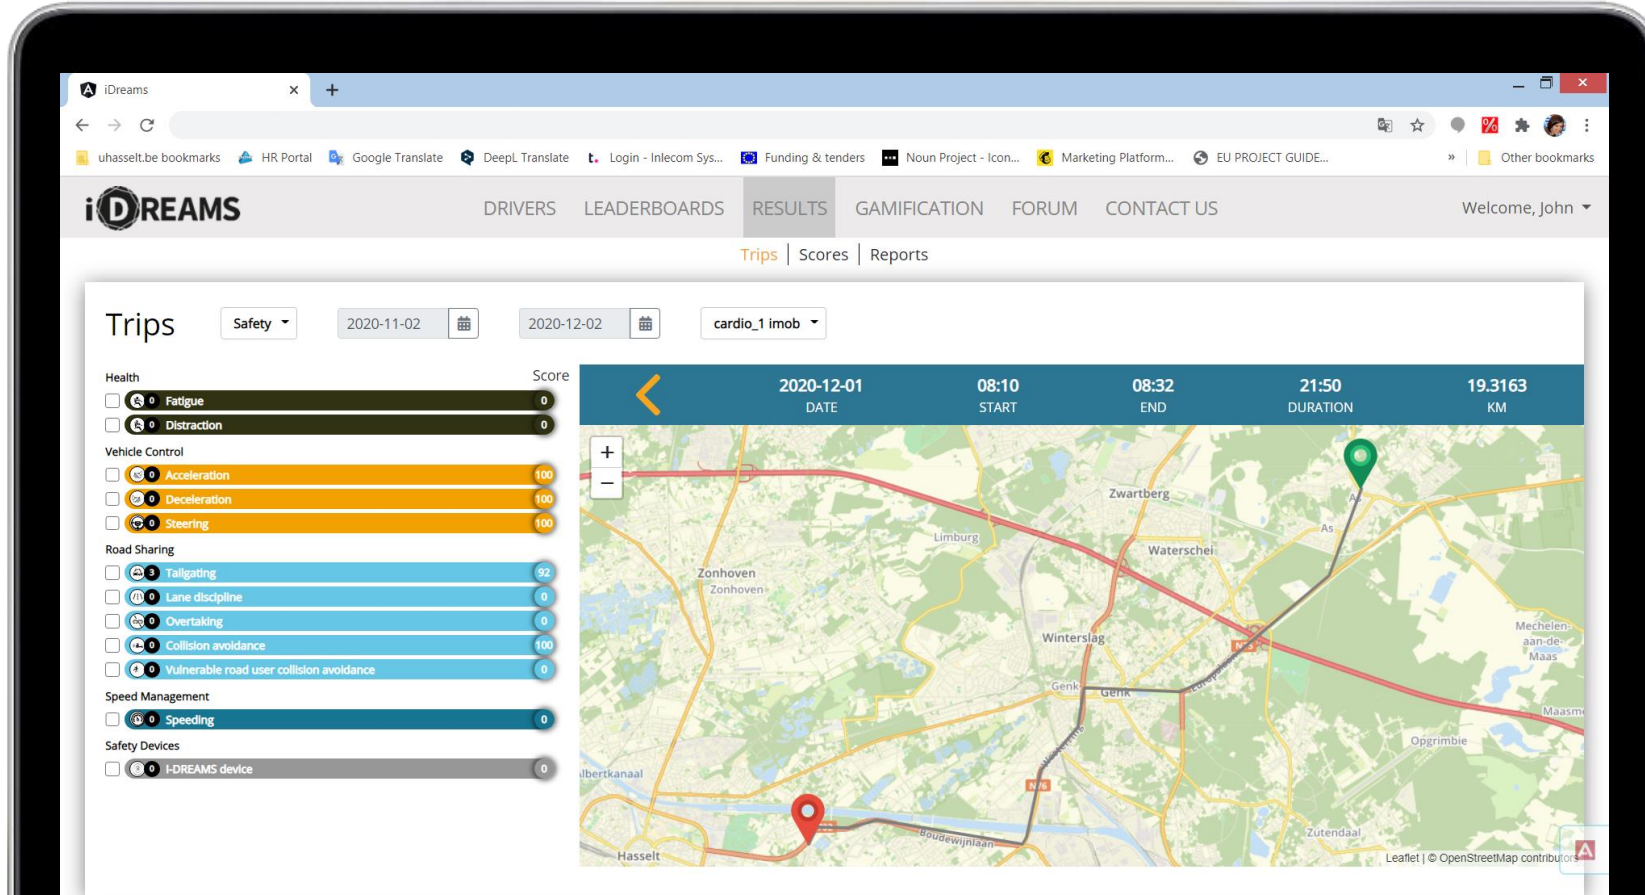 iDreams
uhasselt.be bookmarks HR Portal Google Translate DeepL Translate Login - Inlecom Sys... Funding & tenders Noun Project - Icon... Marketing Platform... EU PROJECT GUIDE... » Other bookmarks
iDREAMS DRIVERS LEADERBOARDS RESULTS GAMIFICATION FORUM CONTACT US Welcome, John
Trips | Scores | Reports
Trips Safety 2020-11-02 2020-12-02 cardio_1 imob
Health Score
0 Fatigue 0
0 Distraction 0
Vehicle Control
0 Acceleration 100
0 Deceleration 100
0 Steering 100
Road Sharing
3 Tailgating 92
0 Lane discipline 0
0 Overtaking 0
0 Collision avoidance 100
0 Vulnerable road user collision avoidance 0
Speed Management
0 Speeding 0
Safety Devices
0 I-DREAMS device 0
2020-12-01 08:10 08:32 21:50 19.3163
DATE START END DURATION KM
+
−
Zwartberg
As
As
Limburg
Waterschei
Zonhoven
Zonhoven
Mechelen-
aan-de-
Maas
Winterslag
Genk
Genk
Europalaan
Maasm
Opgrimbie
Westerring
lbertkanaal
N76
Boudewijnlaan
Zutendaal
Hasselt
Leaflet | © OpenStreetMap contributors